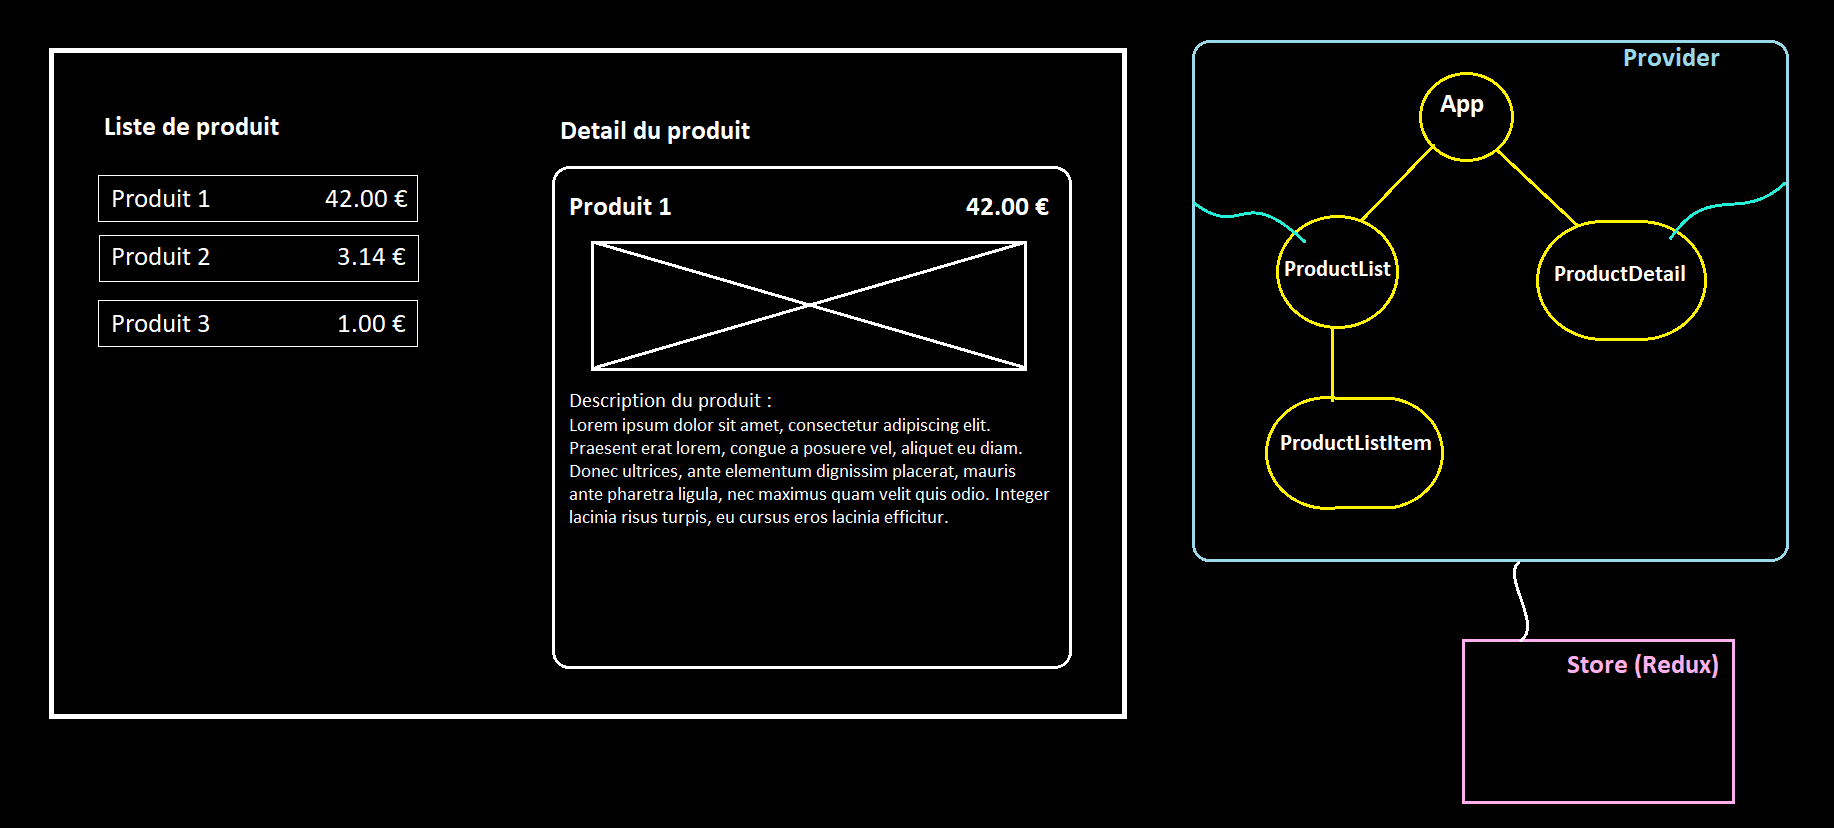 Liste de produit
Produit 1 42.00 €
Produit 2 3.14 €
Produit 3 1.00 €
Detail du produit
Produit 1 42.00 €
Description du produit :
Lorem ipsum dolor sit amet, consectetur adipiscing elit.
Praesent erat lorem, congue a posuere vel, aliquet eu diam.
Donec ultrices, ante elementum dignissim placerat, mauris
ante pharetra ligula, nec maximus quam velit quis odio. Integer
lacinia risus turpis, eu cursus eros lacinia efficitur.
Provider
App
ProductList
ProductDetail
ProductListItem
Store (Redux)